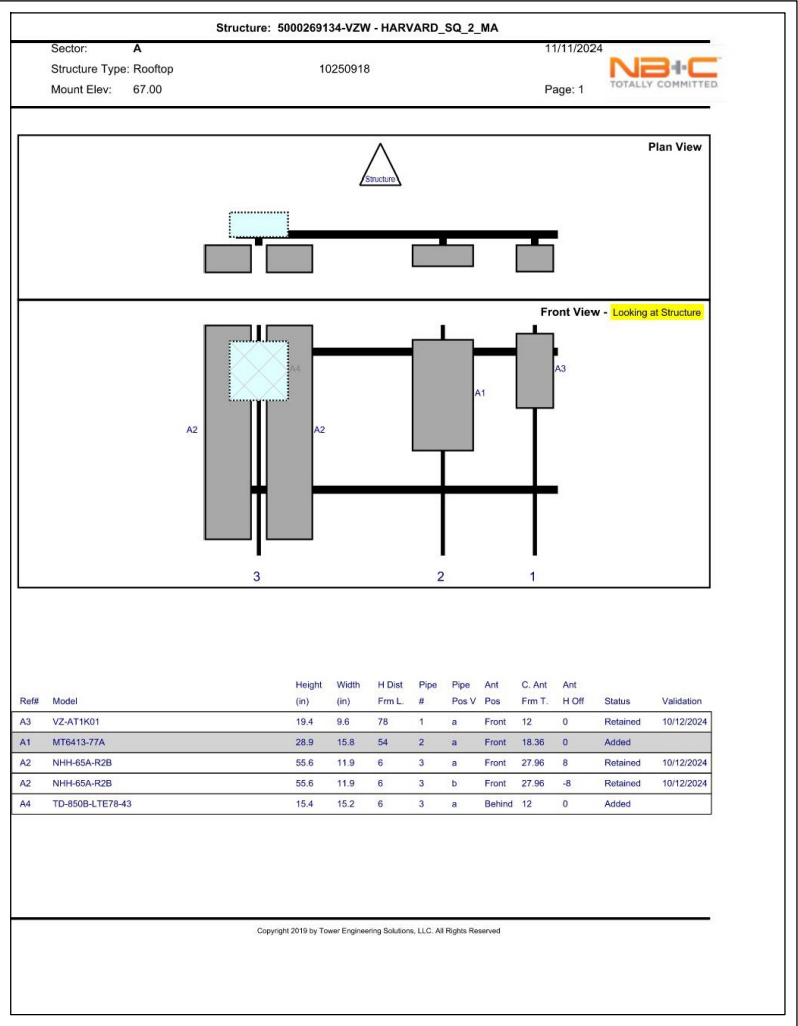 Structure: 5000269134-VZW - HARVARD_SQ_2_MA
Sector: A 11/11/2024
Structure Type: Rooftop 10250918
Mount Elev: 67.00 Page: 1
NB+C
TOTALLY COMMITTED
Plan View
Structure
Front View - Looking at Structure
A4
A3
A1
A2 A2
3 2 1
Height Width H Dist Pipe Pipe Ant C. Ant Ant
Ref# Model (in) (in) Frm L. # Pos V Pos Frm T. H Off Status Validation
A3 VZ-AT1K01 19.4 9.6 78 1 a Front 12 0 Retained 10/12/2024
A1 MT6413-77A 28.9 15.8 54 2 a Front 18.36 0 Added
A2 NHH-65A-R2B 55.6 11.9 6 3 a Front 27.96 8 Retained 10/12/2024
A2 NHH-65A-R2B 55.6 11.9 6 3 b Front 27.96 -8 Retained 10/12/2024
A4 TD-850B-LTE78-43 15.4 15.2 6 3 a Behind 12 0 Added
Copyright 2019 by Tower Engineering Solutions, LLC. All Rights Reserved